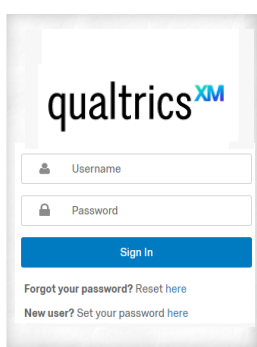 qualtrics XM
Username
Password
Sign In
Forgot your password? Reset here
New user? Set your password here